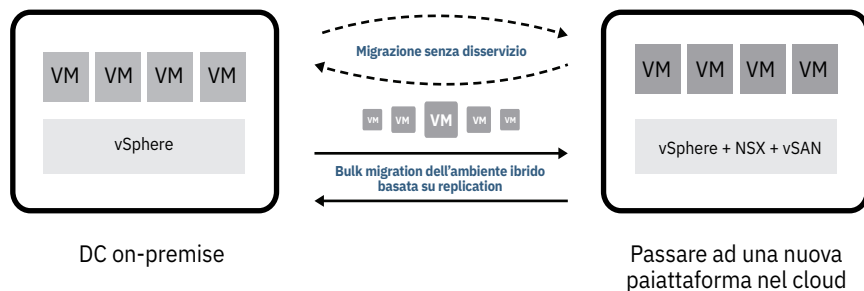 VM VM VM VM
vSphere
DC on-premise
Migrazione senza disservizio
VM VM VM VM VM
Bulk migration dell'ambiente ibrido
basata su replication
VM VM VM VM
vSphere + NSX + vSAN
Passare ad una nuova
paiattaforma nel cloud